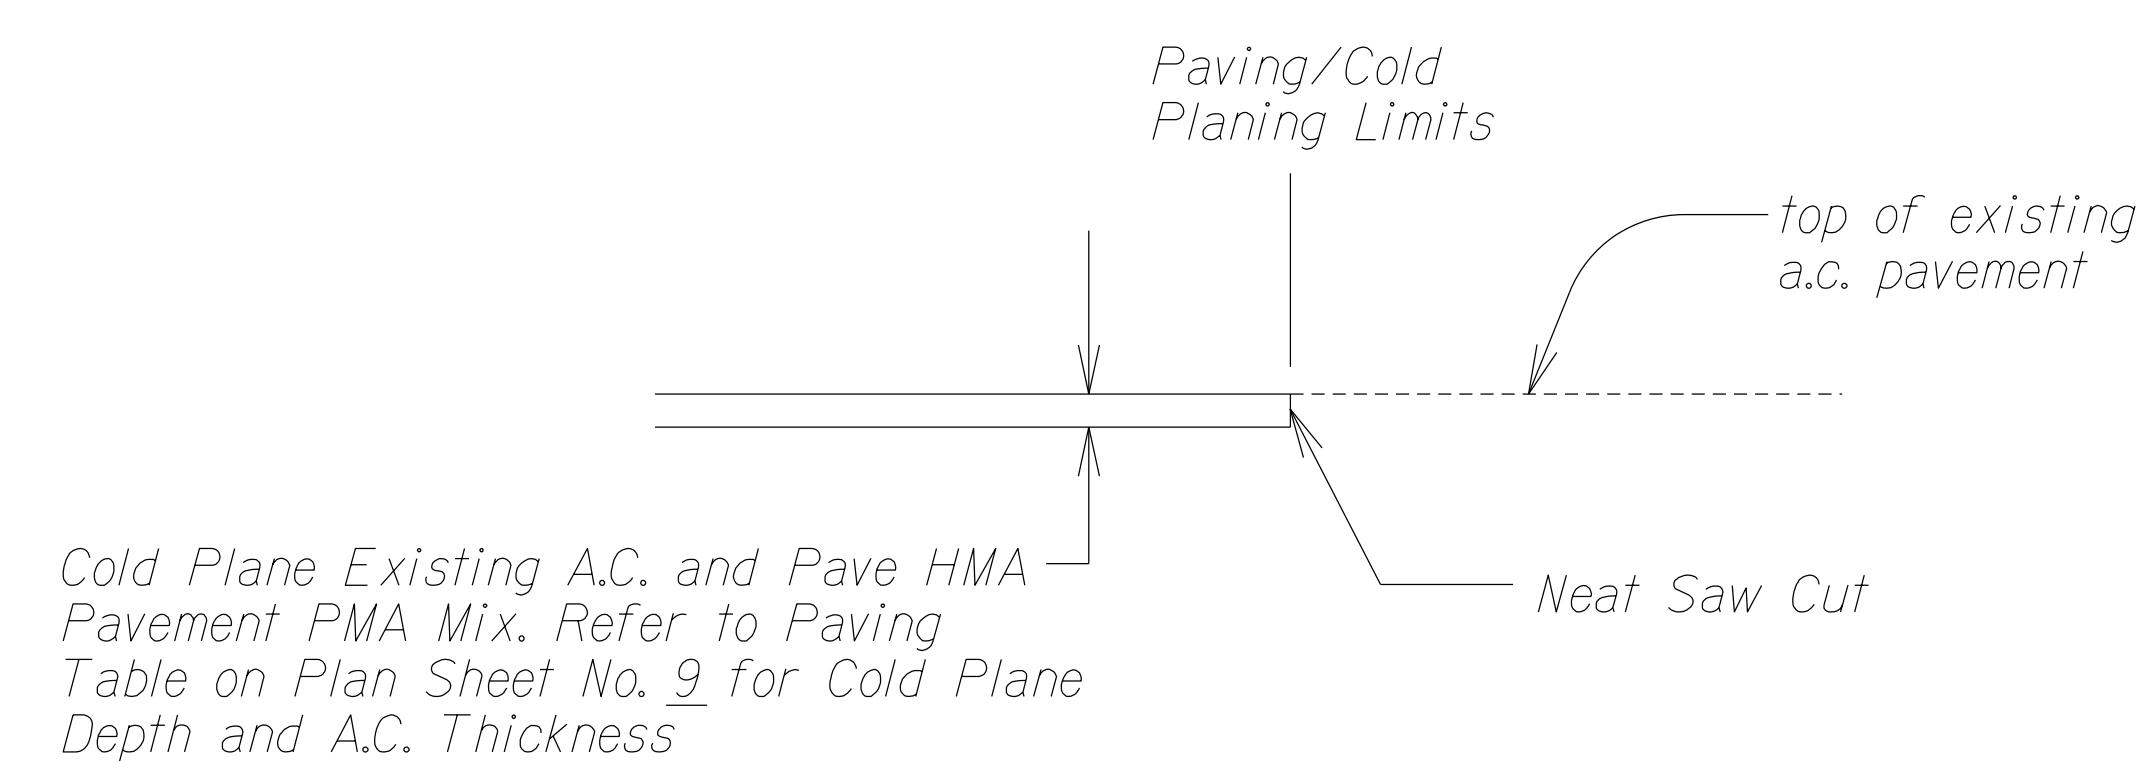 Paving/Cold
Planing Limits
top of existing
a.c. pavement
Cold Plane Existing A.C. and Pave HMA
Pavement PMA Mix. Refer to Paving
Table on Plan Sheet No. 9 for Cold Plane
Depth and A.C. Thickness
Neat Saw Cut